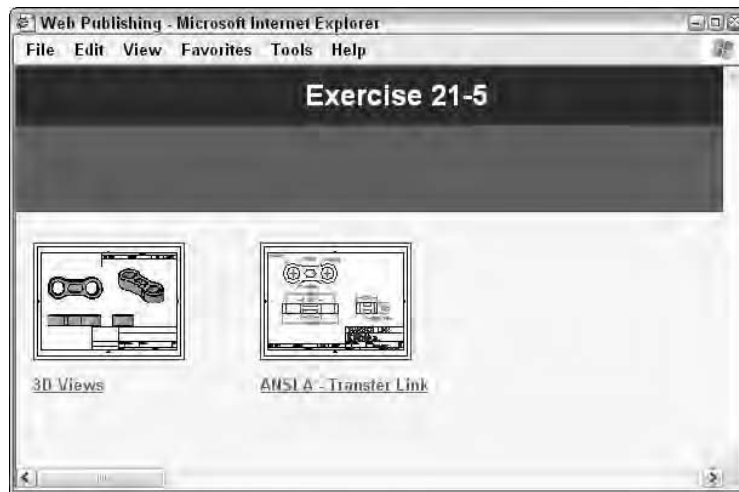 Web Publishing - Microsoft Internet Explorer
File Edit View Favorites Tools Help
Exercise 21-5
3D Views
ANSI A - Transfer Link